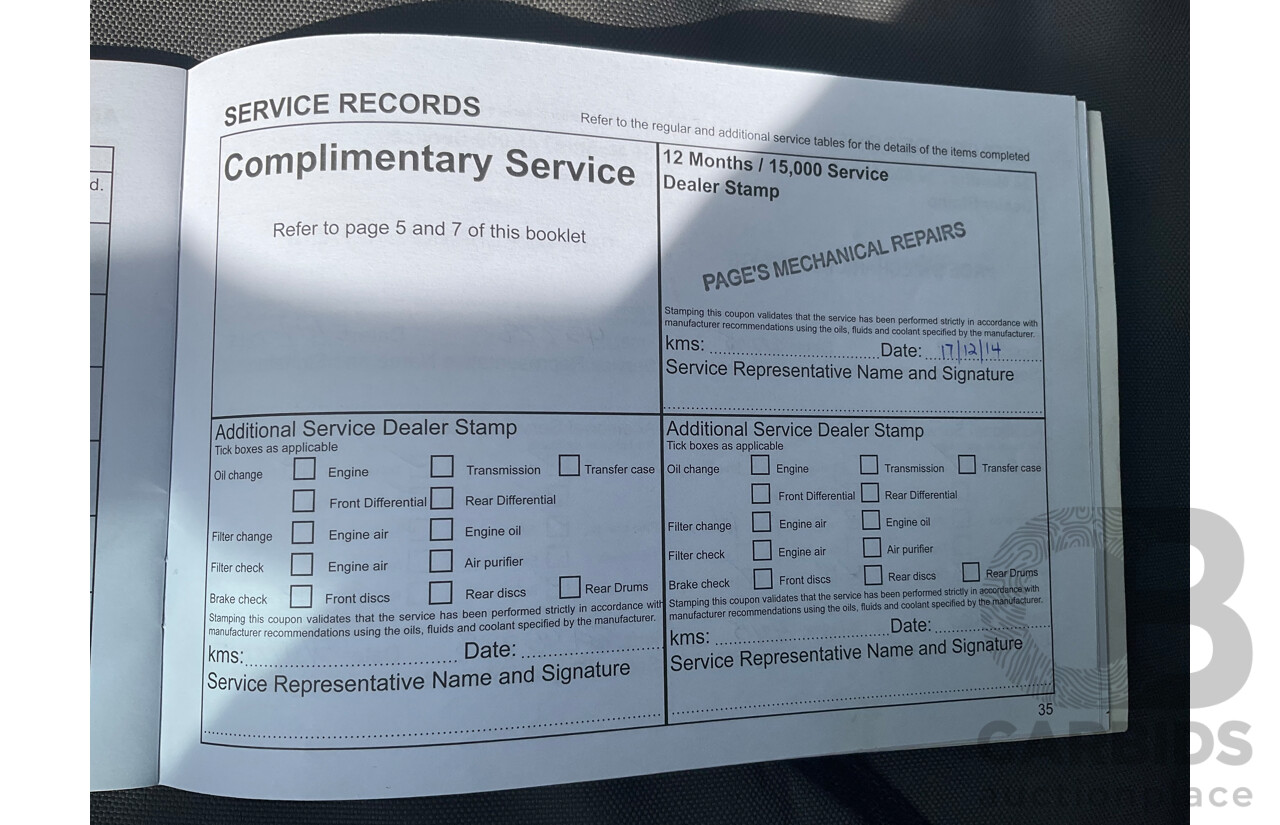 SERVICE RECORDS
Refer to the regular and additional service tables for the details of the items completed
Complimentary Service
Refer to page 5 and 7 of this booklet
12 Months / 15,000 Service
Dealer Stamp
PAGE'S MECHANICAL REPAIRS
Stamping this coupon validates that the service has been performed strictly in accordance with
manufacturer recommendations using the oils, fluids and coolant specified by the manufacturer.
kms: Date: 17/12/14
Service Representative Name and Signature
d.
Additional Service Dealer Stamp
Tick boxes as applicable
Oil change Engine Transmission Transfer case
Front Differential Rear Differential
Filter change Engine air Engine oil
Filter check Engine air Air purifier
Brake check Front discs Rear discs Rear Drums
Stamping this coupon validates that the service has been performed strictly in accordance with
manufacturer recommendations using the oils, fluids and coolant specified by the manufacturer.
kms: Date:
Service Representative Name and Signature
Additional Service Dealer Stamp
Tick boxes as applicable
Oil change Engine Transmission Transfer case
Front Differential Rear Differential
Filter change Engine air Engine oil
Filter check Engine air Air purifier
Brake check Front discs Rear discs Rear Drums
Stamping this coupon validates that the service has been performed strictly in accordance with
manufacturer recommendations using the oils, fluids and coolant specified by the manufacturer.
kms: Date:
Service Representative Name and Signature
35
CB
CARBIDS
auctionplace